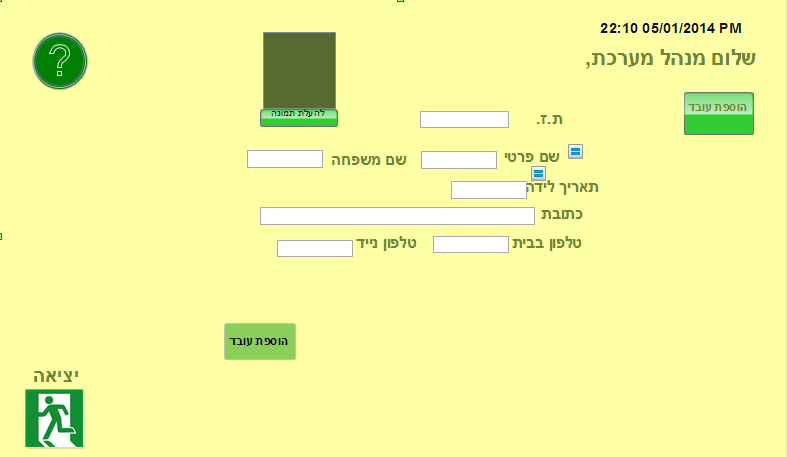 22:10 05/01/2014 PM
שלום מנהל מערכת,
?
הוספת עובד
להעלת תמונה
ת.ז.
שם פרטי
שם משפחה
תאריך לידה
כתובת
טלפון בבית
טלפון נייד
הוספת עובד
יציאה